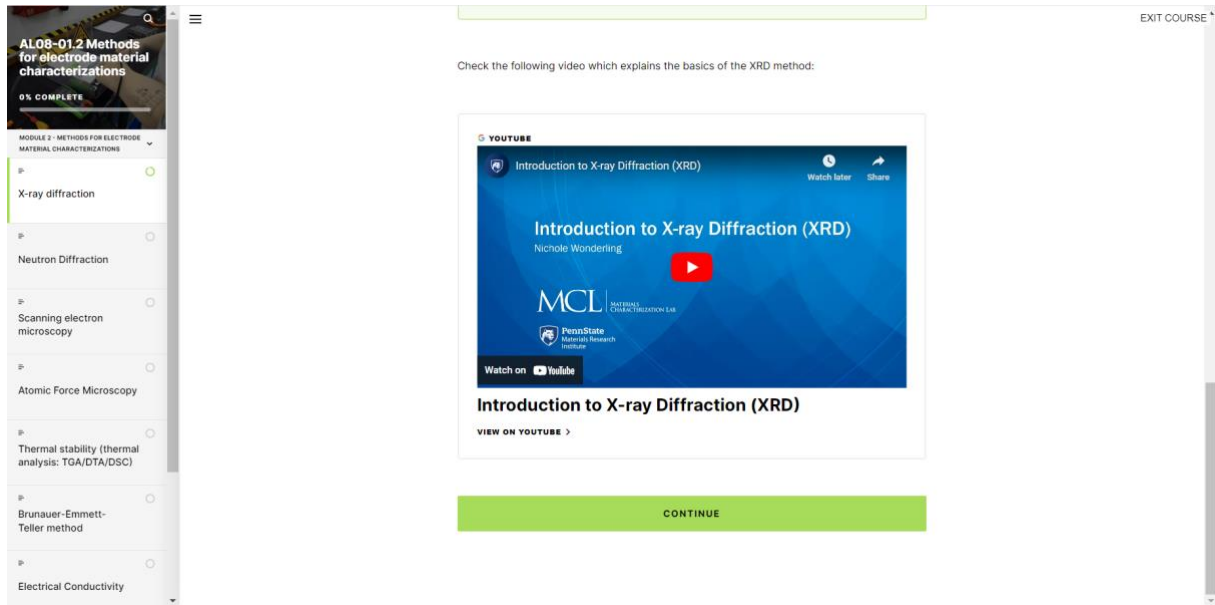 AL08-01.2 Methods
for electrode material
characterizations
0% COMPLETE
MODULE 2 - METHODS FOR ELECTRODE
MATERIAL CHARACTERIZATIONS
X-ray diffraction
Neutron Diffraction
Scanning electron
microscopy
Atomic Force Microscopy
Thermal stability (thermal
analysis: TGA/DTA/DSC)
Brunauer-Emmett-
Teller method
Electrical Conductivity
EXIT COURSE
Check the following video which explains the basics of the XRD method:
YOUTUBE
Introduction to X-ray Diffraction (XRD)
Watch later
Share
Introduction to X-ray Diffraction (XRD)
Nichole Wonderling
MCL MATERIALS
CHARACTERIZATION LAB
PennState
Materials Research
Institute
Watch on YouTube
Introduction to X-ray Diffraction (XRD)
VIEW ON YOUTUBE >
CONTINUE